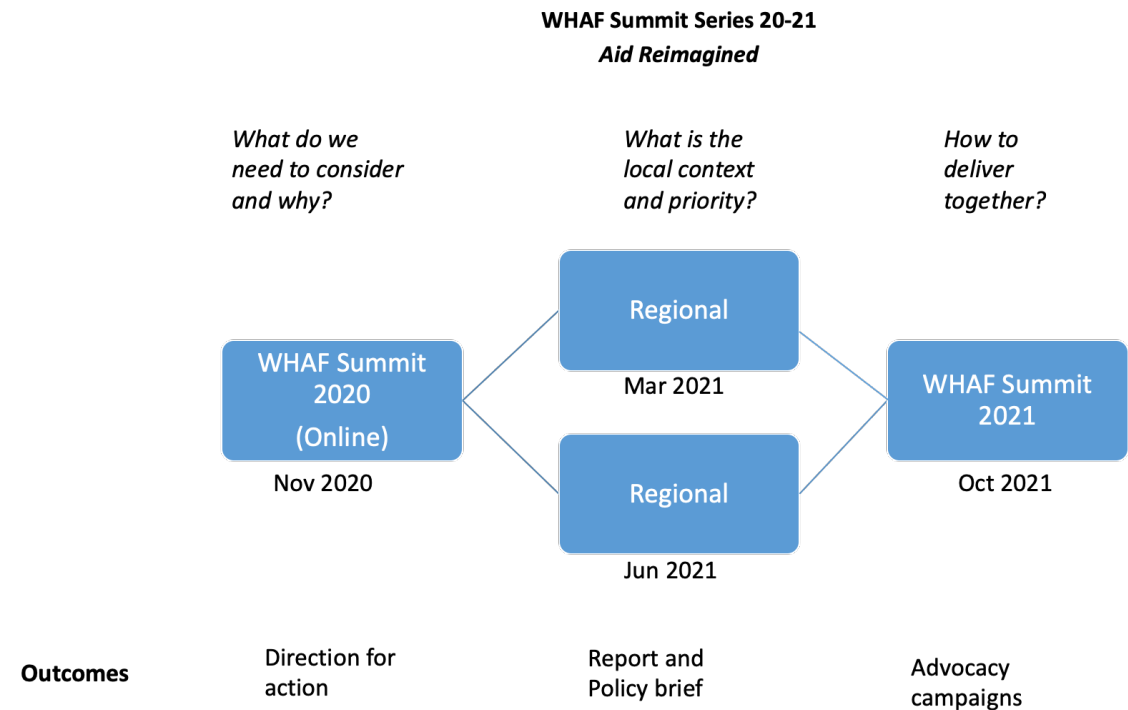 WHAF Summit Series 20-21
Aid Reimagined
What do we
need to consider
and why?
What is the
local context
and priority?
How to
deliver
together?
WHAF Summit
2020
(Online)
Nov 2020
Regional
Mar 2021
Regional
Jun 2021
WHAF Summit
2021
Oct 2021
Outcomes
Direction for
action
Report and
Policy brief
Advocacy
campaigns